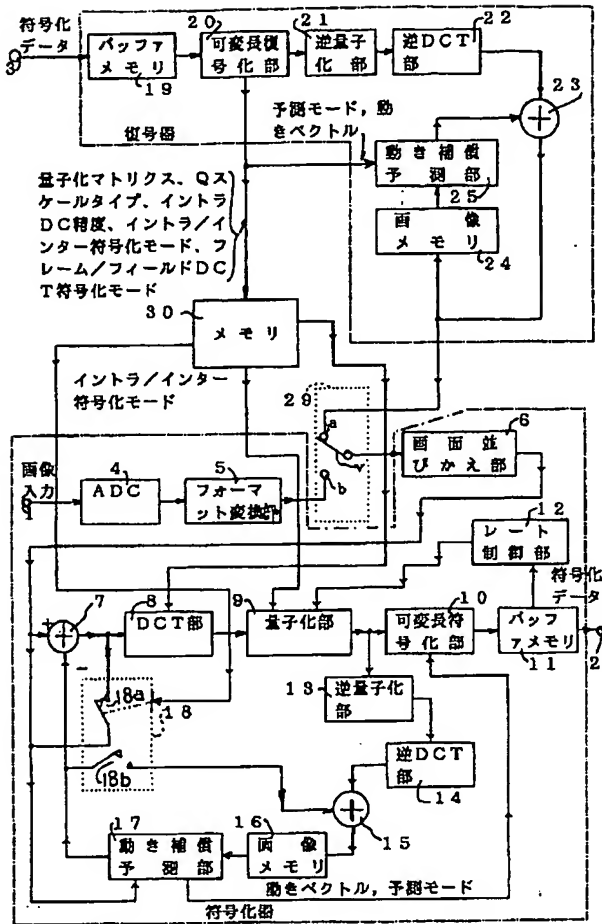 符号化
データ
3
バッファ
メモリ
19
20
可変長復
号化部
21
逆量子
化部
22
逆DCT
部
23
復号器
予測モード，動
きベクトル
動き補償
予測部
25
画像
メモリ
24
量子化マトリクス、Qス
ケールタイプ、イントラ
DC精度、イントラ/イ
ンター符号化モード、フ
レーム/フィールドDC
T符号化モード
30
メモリ
イントラ/インター
符号化モード
29
a
b
v
6
画面並
びかえ部
画像
入力
1
4
ADC
5
フォーマ
ット変換部
12
レート
制御部
符号化
データ
+
7
-
8
DCT部
9
量子化部
10
可変長符
号化部
バッフ
ァメモリ
11
2
18a
18
18b
13
逆量子化
部
逆DCT
部
14
15
17
動き補償
予測部
16
画像
メモリ
動きベクトル，予測モード
符号化器